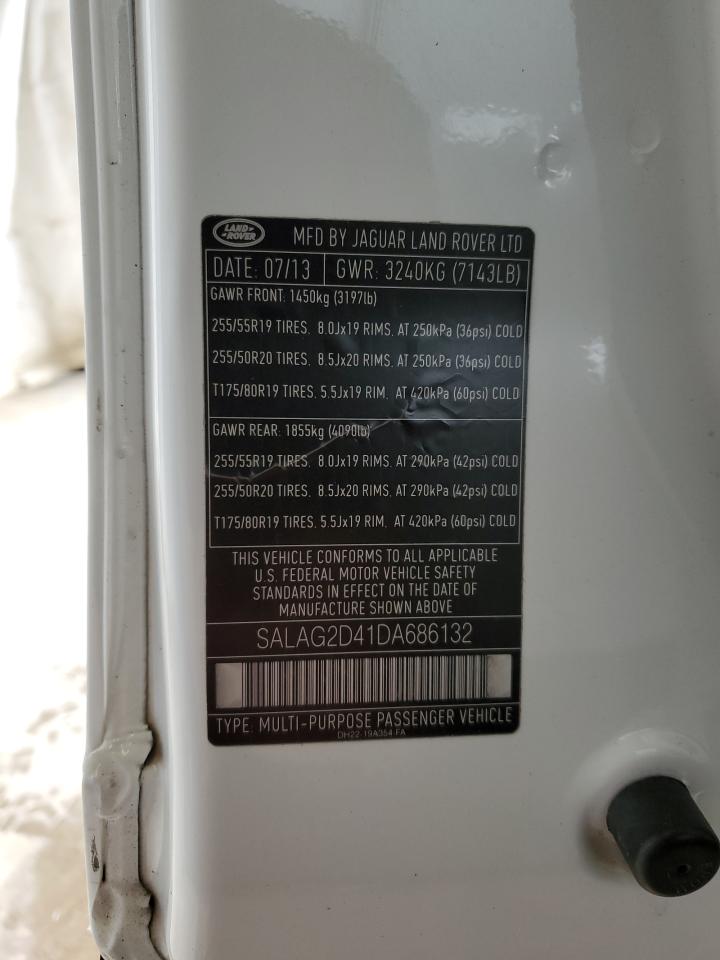 LAND ROVER
MFD BY JAGUAR LAND ROVER LTD
DATE: 07/13 GWR: 3240KG (7143LB)
GAWR FRONT: 1450kg (3197lb)
255/55R19 TIRES. 8.0Jx19 RIMS. AT 250kPa (36psi) COLD
255/50R20 TIRES. 8.5Jx20 RIMS. AT 250kPa (36psi) COLD
T175/80R19 TIRES. 5.5Jx19 RIM. AT 420kPa (60psi) COLD
GAWR REAR: 1855kg (4090lb)
255/55R19 TIRES. 8.0Jx19 RIMS. AT 290kPa (42psi) COLD
255/50R20 TIRES. 8.5Jx20 RIMS. AT 290kPa (42psi) COLD
T175/80R19 TIRES. 5.5Jx19 RIM. AT 420kPa (60psi) COLD
THIS VEHICLE CONFORMS TO ALL APPLICABLE
U.S. FEDERAL MOTOR VEHICLE SAFETY
STANDARDS IN EFFECT ON THE DATE OF
MANUFACTURE SHOWN ABOVE
SALAG2D41DA686132
TYPE: MULTI-PURPOSE PASSENGER VEHICLE
DH22-19A354-FA